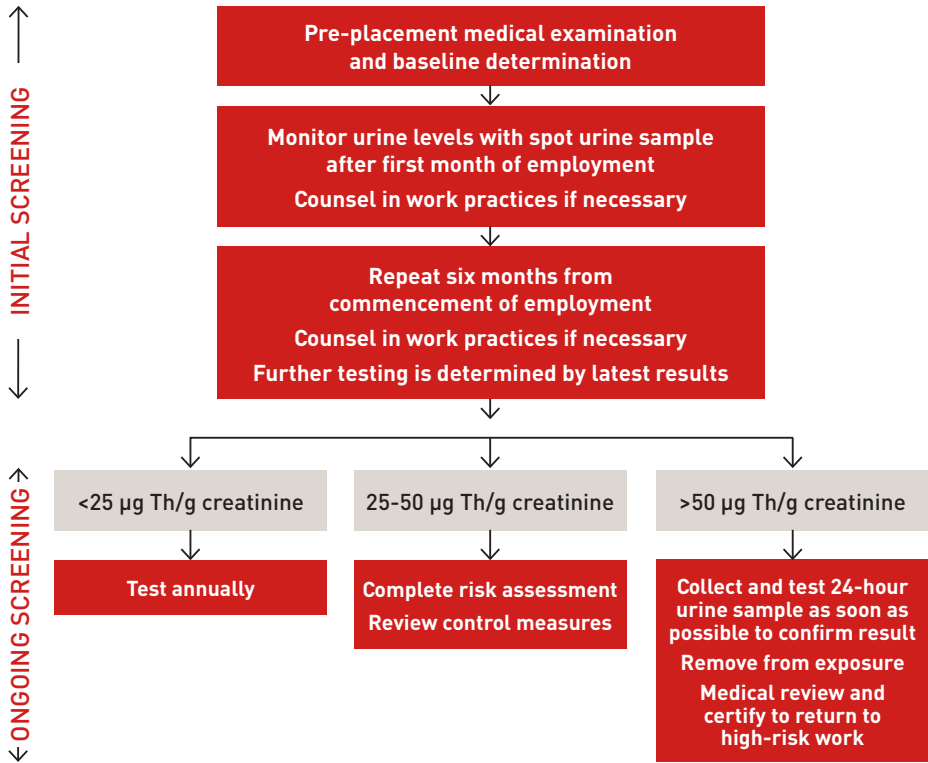 INITIAL SCREENING
Pre-placement medical examination
and baseline determination
Monitor urine levels with spot urine sample
after first month of employment
Counsel in work practices if necessary
Repeat six months from
commencement of employment
Counsel in work practices if necessary
Further testing is determined by latest results
ONGOING SCREENING
<25 µg Th/g creatinine
25-50 µg Th/g creatinine
>50 µg Th/g creatinine
Test annually
Complete risk assessment
Review control measures
Collect and test 24-hour
urine sample as soon as
possible to confirm result
Remove from exposure
Medical review and
certify to return to
high-risk work